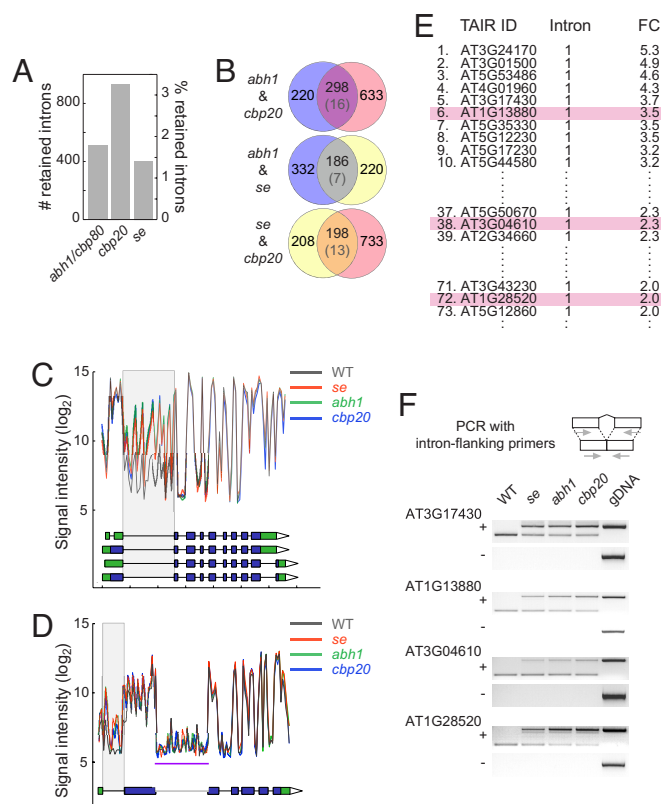 A
# retained introns
800
400
0
% retained introns
3
2
1
0
abh1/cbp80
cbp20
se
B
abh1
&
cbp20
220
298
(16)
633
abh1
&
se
332
186
(7)
220
se
&
cbp20
208
198
(13)
733
E
TAIR ID Intron FC
1. AT3G24170 1 5.3
2. AT3G01500 1 4.9
3. AT5G53486 1 4.6
4. AT4G01960 1 4.3
5. AT3G17430 1 3.7
6. AT1G13880 1 3.5
7. AT5G35330 1 3.5
8. AT5G12230 1 3.5
9. AT5G17230 1 3.2
10. AT5G44580 1 3.2
37. AT5G50670 1 2.3
38. AT3G04610 1 2.3
39. AT2G34660 1 2.3
71. AT3G43230 1 2.0
72. AT1G28520 1 2.0
73. AT5G12860 1 2.0
C
Signal intensity (log2)
15
10
5
WT
se
abh1
cbp20
D
Signal intensity (log2)
15
10
5
WT
se
abh1
cbp20
F
PCR with
intron-flanking primers
WT
se
abh1
cbp20
gDNA
AT3G17430
+
-
AT1G13880
+
-
AT3G04610
+
-
AT1G28520
+
-